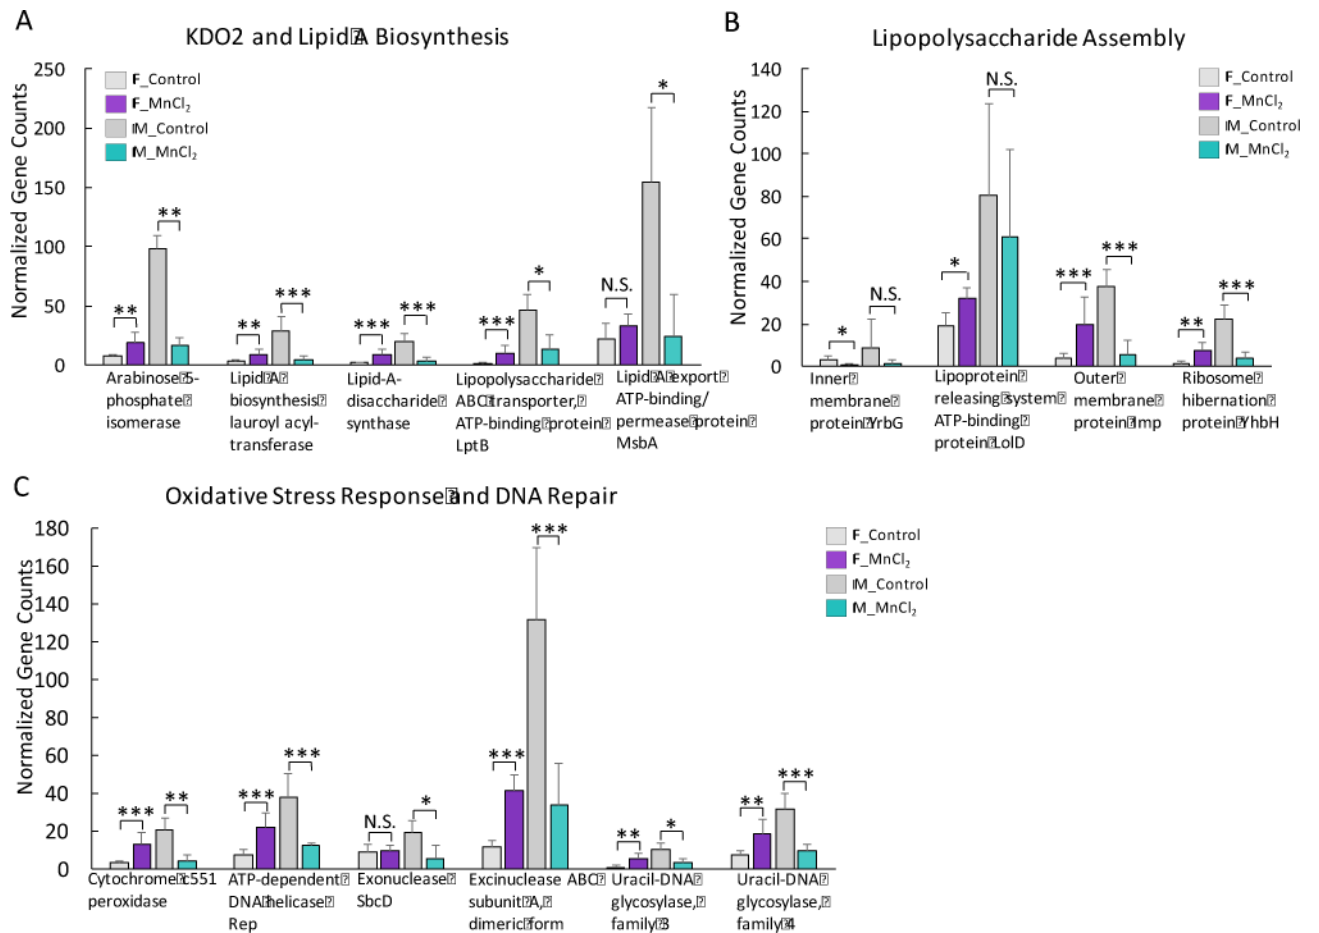 A
KDO2 and Lipid A Biosynthesis
Normalized Gene Counts
250
200
150
100
50
0
F_Control
F_MnCl₂
M_Control
M_MnCl₂
**
**
**
***
***
***
***
*
N.S.
*
Arabinose 5-
phosphate
isomerase
Lipid A
biosynthesis
lauroyl acyl-
transferase
Lipid-A-
disaccharide
synthase
Lipopolysaccharide
ABC transporter,
ATP-binding protein
LptB
Lipid A export
ATP-binding/
permease protein
MsbA
B
Lipopolysaccharide Assembly
Normalized Gene Counts
140
120
100
80
60
40
20
0
F_Control
F_MnCl₂
M_Control
M_MnCl₂
*
N.S.
*
N.S.
***
***
**
***
Inner
membrane
protein YrbG
Lipoprotein
releasing system
ATP-binding
protein LolD
Outer
membrane
protein Imp
Ribosome
hibernation
protein YhbH
C
Oxidative Stress Response and DNA Repair
Normalized Gene Counts
180
160
140
120
100
80
60
40
20
0
F_Control
F_MnCl₂
M_Control
M_MnCl₂
***
**
***
***
N.S.
*
***
***
**
*
**
***
Cytochrome c551
peroxidase
ATP-dependent
DNA helicase
Rep
Exonuclease
SbcD
Excinuclease ABC
subunit A,
dimeric form
Uracil-DNA
glycosylase,
family 3
Uracil-DNA
glycosylase,
family 4